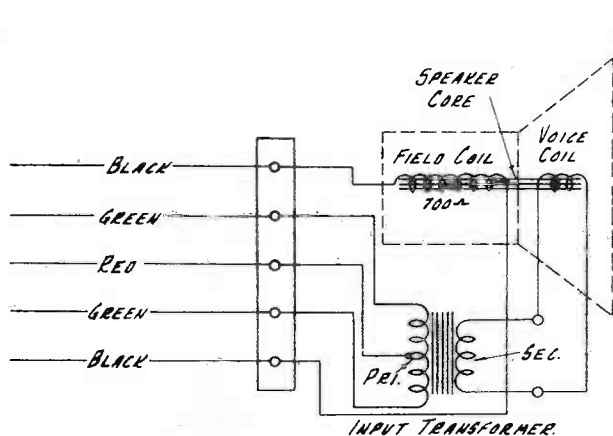 SPEAKER
CORE
FIELD COIL
VOICE
COIL
700Ω
BLACK
GREEN
RED
GREEN
BLACK
PRI.
SEC.
INPUT TRANSFORMER.